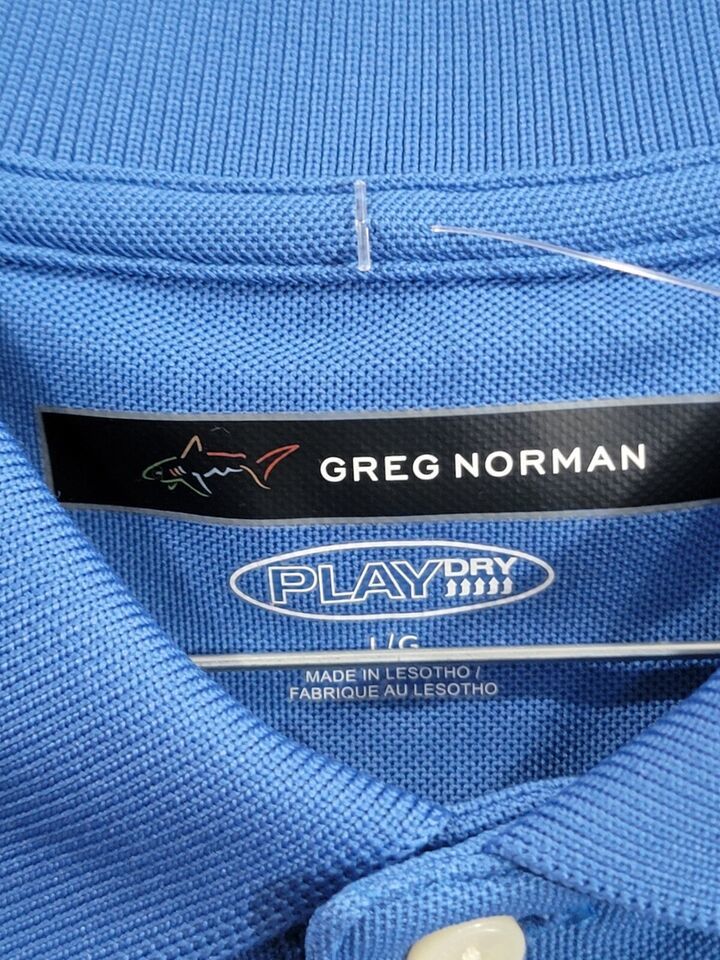 GREG NORMAN
PLAYDRY
L/G
MADE IN LESOTHO /
FABRIQUE AU LESOTHO